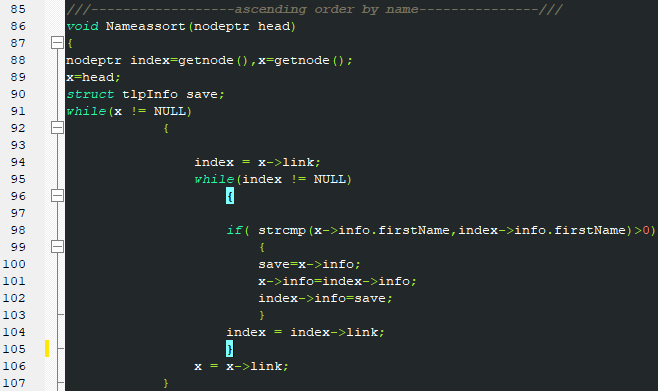 85 ///------------------ascending order by name---------------///
86 void Nameassort(nodeptr head)
87 {
88 nodeptr index=getnode(),x=getnode();
89 x=head;
90 struct tlpInfo save;
91 while(x != NULL)
92 {
93
94 index = x->link;
95 while(index != NULL)
96 {
97
98 if( strcmp(x->info.firstName,index->info.firstName)>0)
99 {
100 save=x->info;
101 x->info=index->info;
102 index->info=save;
103 }
104 index = index->link;
105 }
106 x = x->link;
107 }